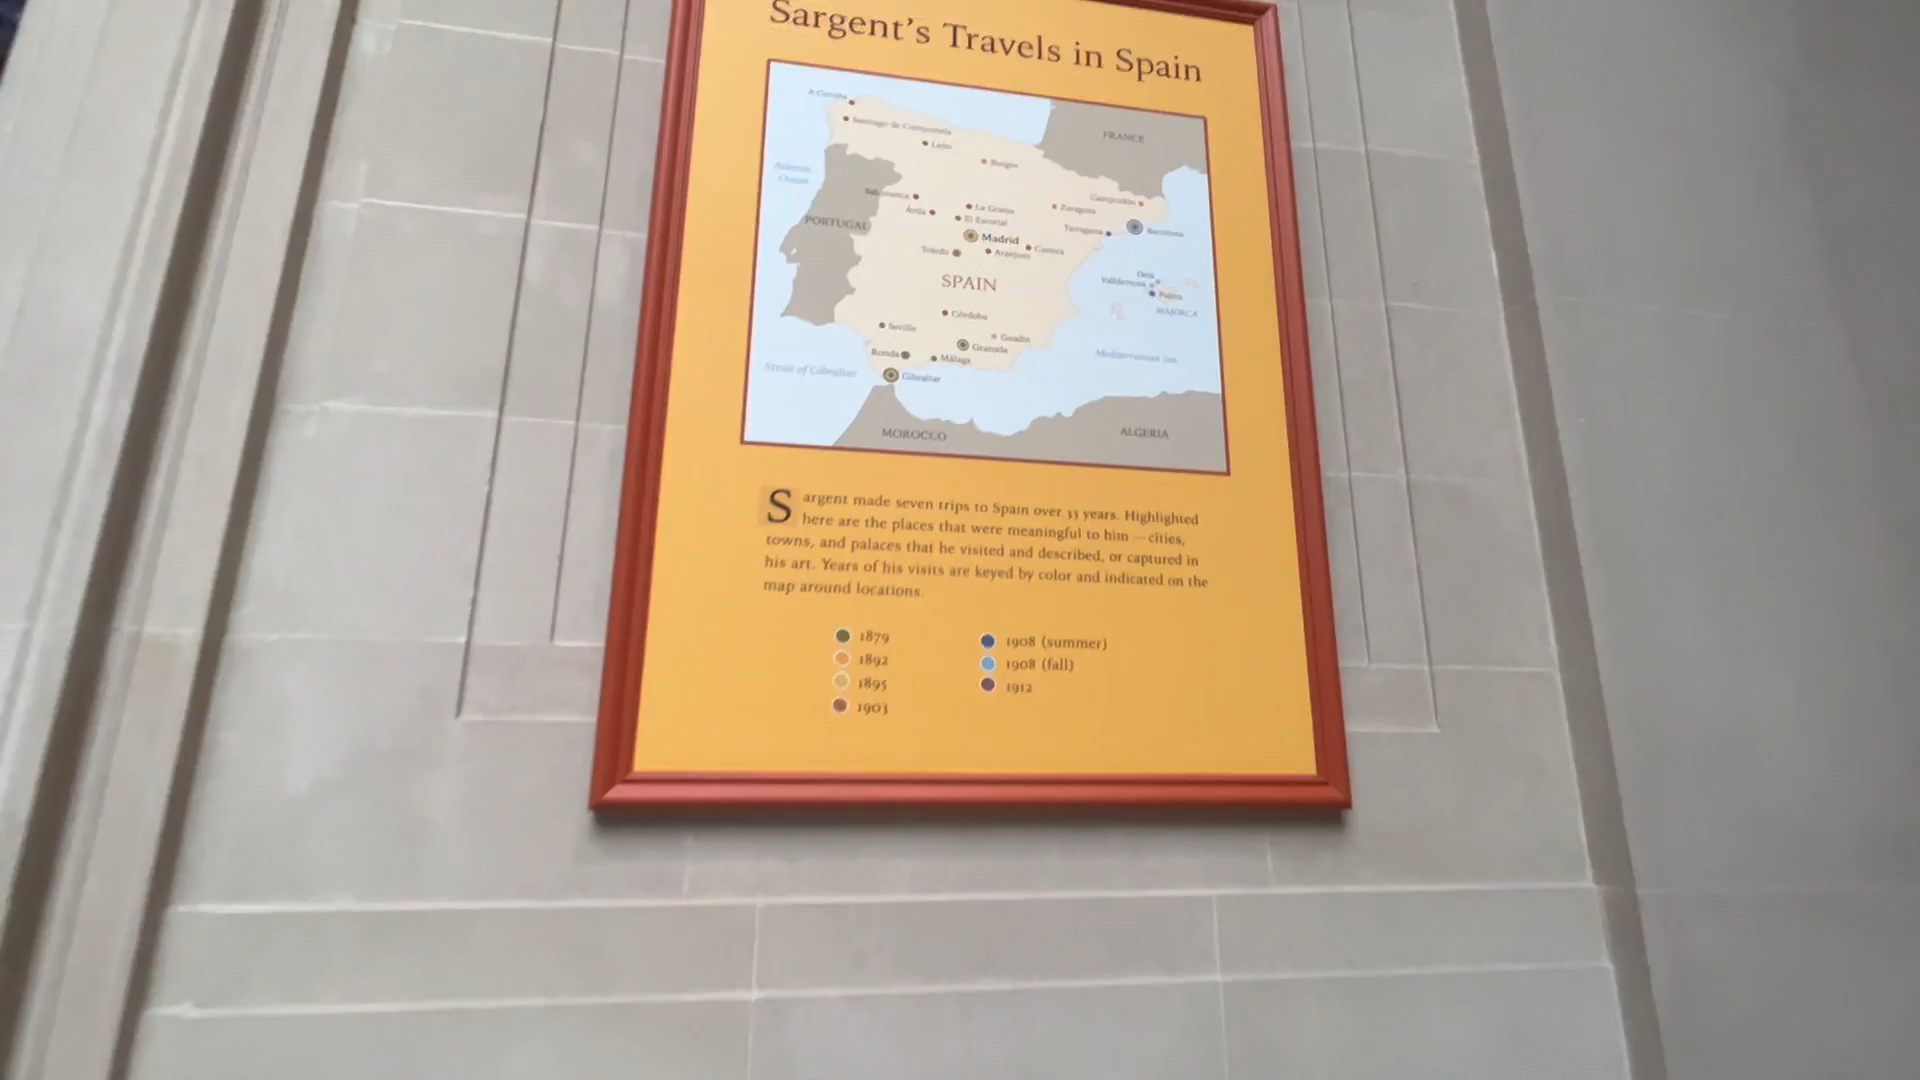 Sargent's Travels in Spain
A Coruña
Santiago de Compostela
León
Burgos
FRANCE
Atlantic
Ocean
Salamanca
Ávila
La Granja
El Escorial
Zaragoza
Camprodón
PORTUGAL
Madrid
Tarragona
Barcelona
Toledo
Aranjuez
Cuenca
SPAIN
Deià
Valldemosa
Palma
MAJORCA
Córdoba
Seville
Guadix
Granada
Ronda
Málaga
Mediterranean Sea
Strait of Gibraltar
Gibraltar
MOROCCO
ALGERIA
Sargent made seven trips to Spain over 33 years. Highlighted
here are the places that were meaningful to him — cities,
towns, and palaces that he visited and described, or captured in
his art. Years of his visits are keyed by color and indicated on the
map around locations.
1879
1892
1895
1903
1908 (summer)
1908 (fall)
1912